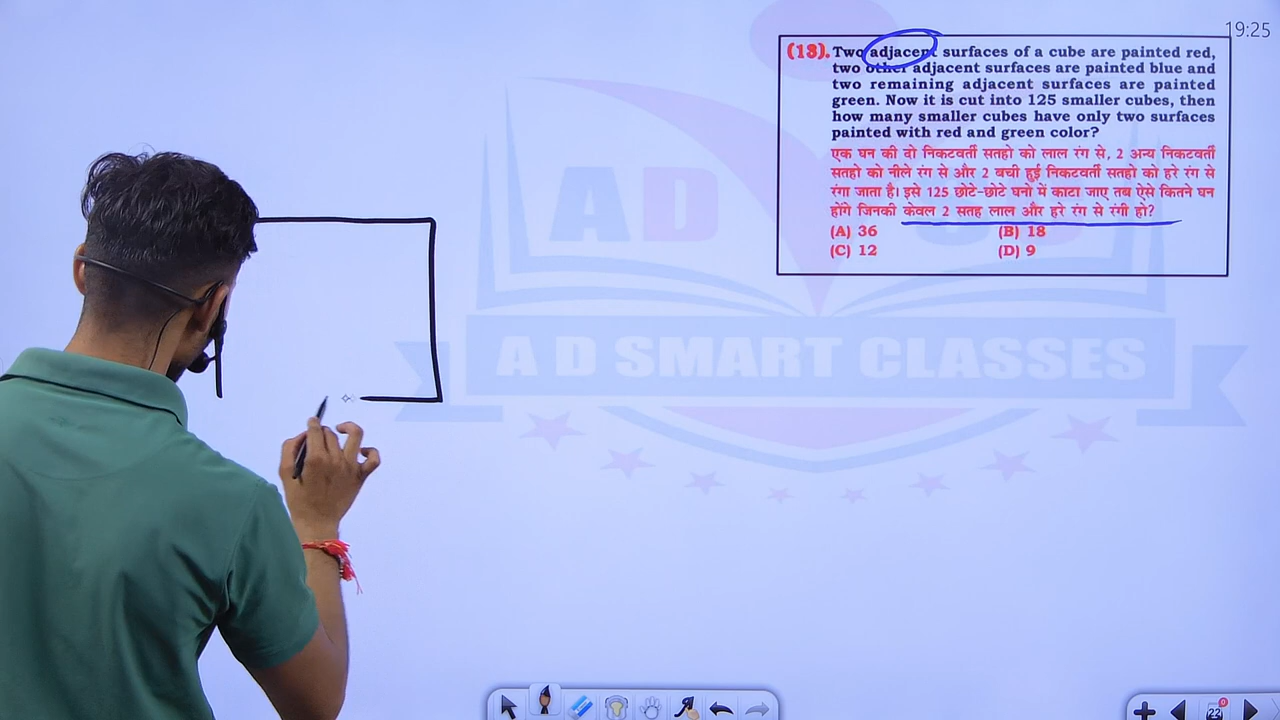 19:25
(13). Two adjacent surfaces of a cube are painted red,
two other adjacent surfaces are painted blue and
two remaining adjacent surfaces are painted
green. Now it is cut into 125 smaller cubes, then
how many smaller cubes have only two surfaces
painted with red and green color?
एक घन की दो निकटवर्ती सतहो को लाल रंग से, 2 अन्य निकटवर्ती
सतहो को नीले रंग से और 2 बची हुई निकटवर्ती सतहो को हरे रंग से
रंगा जाता है। इसे 125 छोटे-छोटे घनो में काटा जाए तब ऐसे कितने घन
होंगे जिनकी केवल 2 सतह लाल और हरे रंग से रंगी हो?
(A) 36 (B) 18
(C) 12 (D) 9
AD
A D SMART CLASSES
22
0